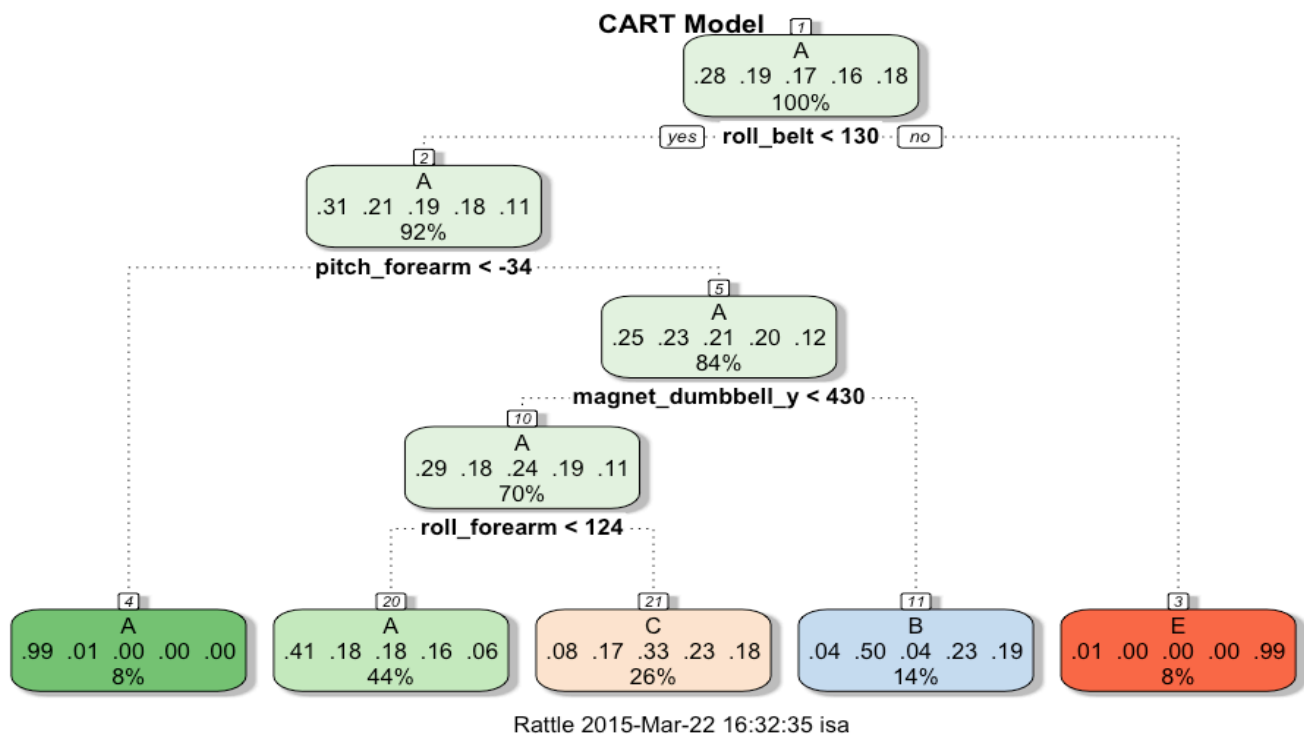 CART Model
1
A
.28 .19 .17 .16 .18
100%
yes roll_belt < 130 no
2
A
.31 .21 .19 .18 .11
92%
pitch_forearm < -34
5
A
.25 .23 .21 .20 .12
84%
magnet_dumbbell_y < 430
10
A
.29 .18 .24 .19 .11
70%
roll_forearm < 124
4
A
.99 .01 .00 .00 .00
8%
20
A
.41 .18 .18 .16 .06
44%
21
C
.08 .17 .33 .23 .18
26%
11
B
.04 .50 .04 .23 .19
14%
3
E
.01 .00 .00 .00 .99
8%
Rattle 2015-Mar-22 16:32:35 isa